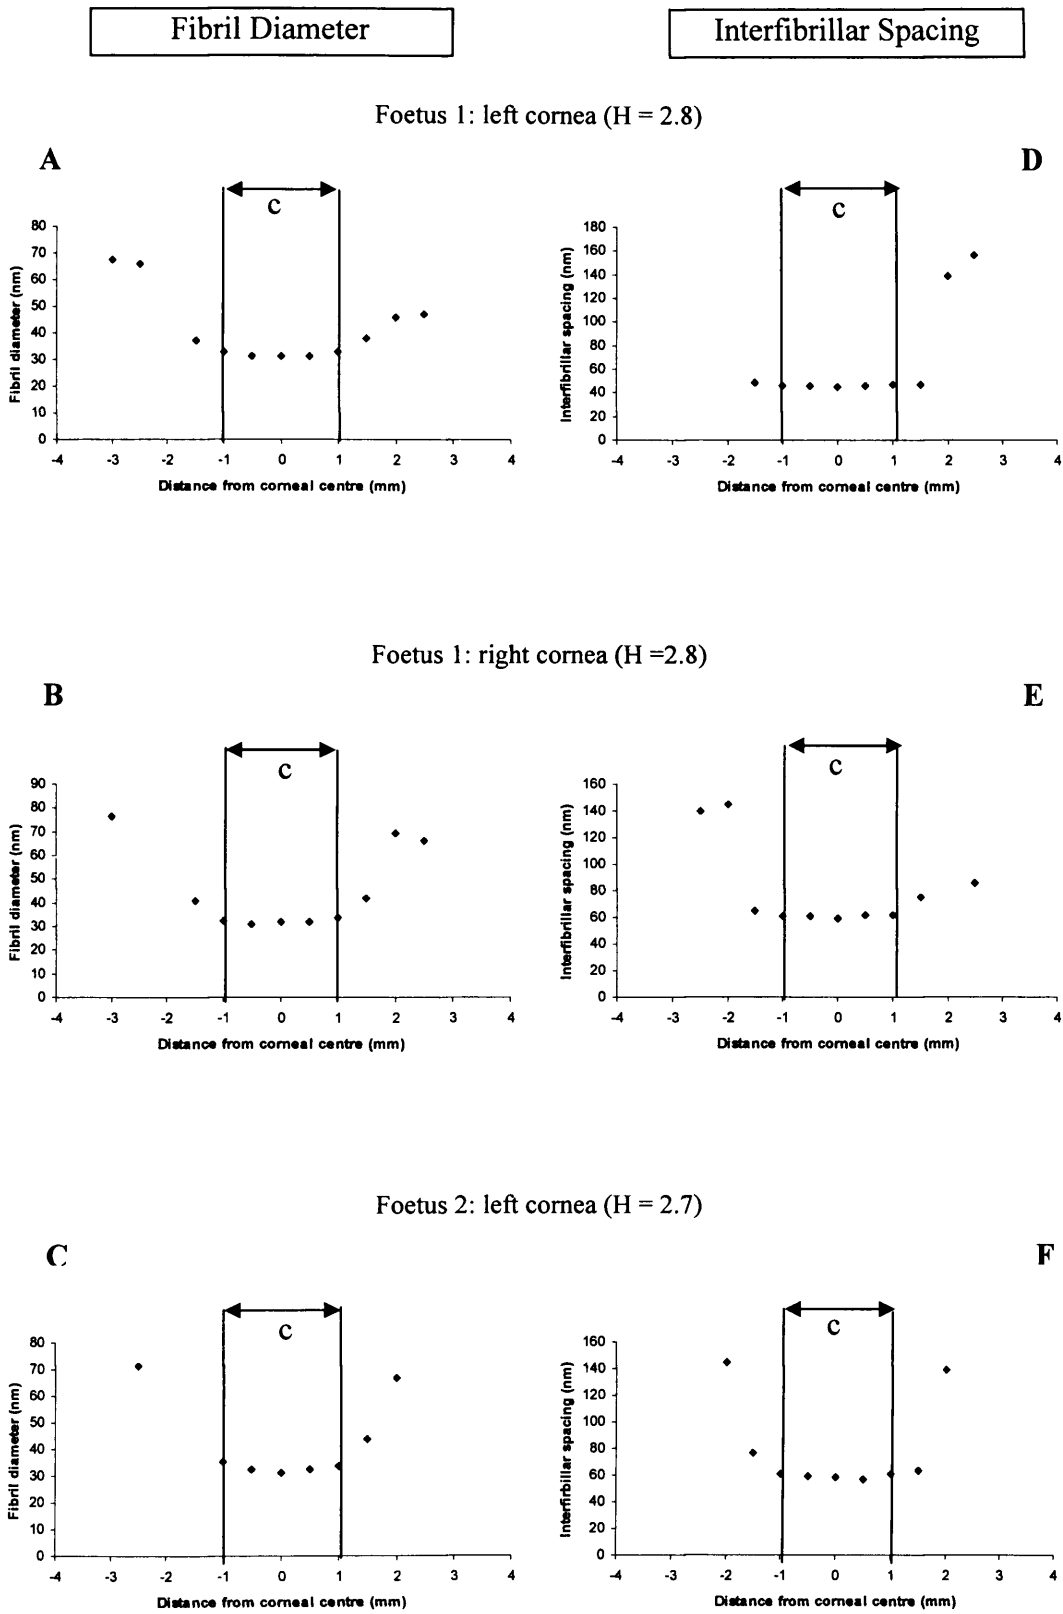 Fibril Diameter
Interfibrillar Spacing
Foetus 1: left cornea (H = 2.8)
A
D
c
c
80
70
60
50
40
30
20
10
0
Fibril diameter (nm)
-4 -3 -2 -1 0 1 2 3 4
Distance from corneal centre (mm)
180
160
140
120
100
80
60
40
20
0
Interfibrillar spacing (nm)
-4 -3 -2 -1 0 1 2 3 4
Distance from corneal centre (mm)
Foetus 1: right cornea (H =2.8)
B
E
c
c
90
80
70
60
50
40
30
20
10
0
Fibril diameter (nm)
-4 -3 -2 -1 0 1 2 3 4
Distance from corneal centre (mm)
160
140
120
100
80
60
40
20
0
Interfibrillar spacing (nm)
-4 -3 -2 -1 0 1 2 3 4
Distance from corneal centre (mm)
Foetus 2: left cornea (H = 2.7)
C
F
c
c
80
70
60
50
40
30
20
10
0
Fibril diameter (nm)
-4 -3 -2 -1 0 1 2 3 4
Distance from corneal centre (mm)
160
140
120
100
80
60
40
20
0
Interfirbillar spacing (nm)
-4 -3 -2 -1 0 1 2 3 4
Distance from corneal centre (mm)